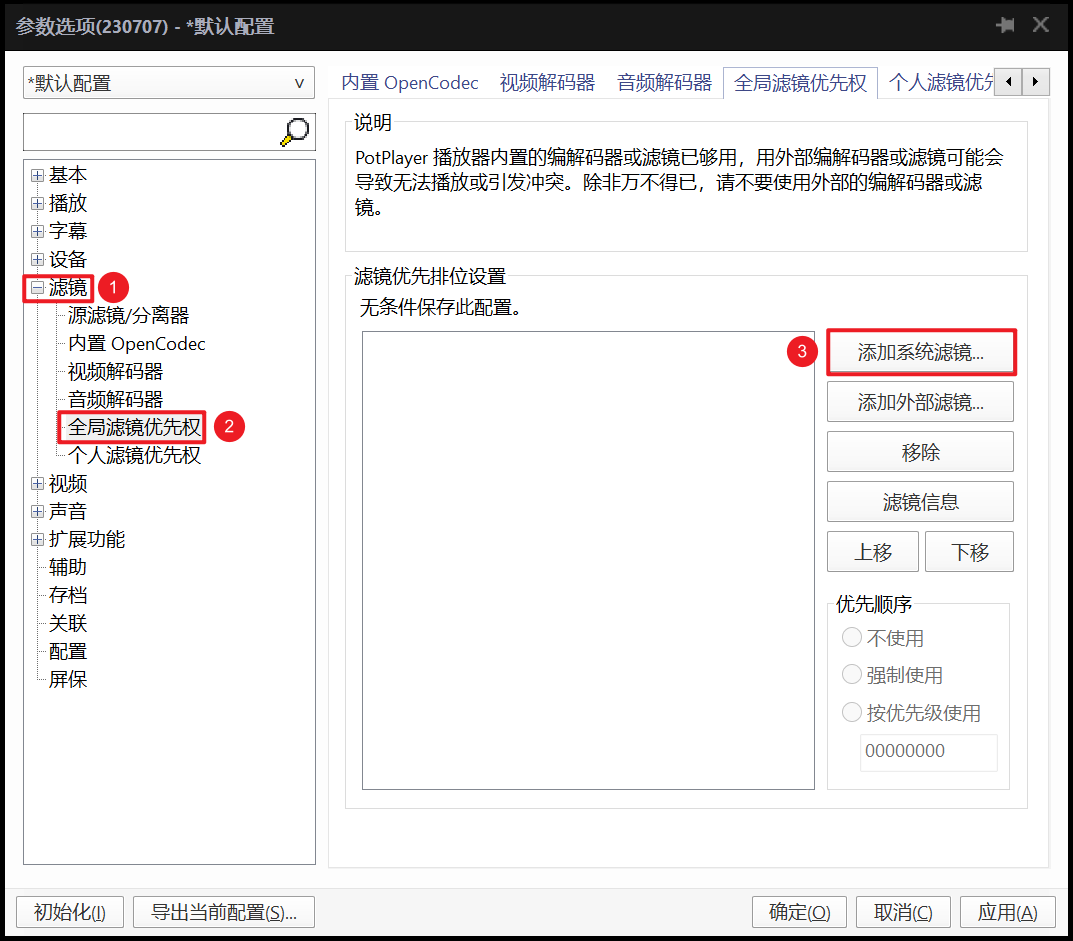 参数选项(230707) - *默认配置
*默认配置
内置 OpenCodec 视频解码器 音频解码器 全局滤镜优先权 个人滤镜优先
说明
PotPlayer 播放器内置的编解码器或滤镜已够用，用外部编解码器或滤镜可能会
导致无法播放或引发冲突。除非万不得已，请不要使用外部的编解码器或滤
镜。
基本
播放
字幕
设备
滤镜 1
源滤镜/分离器
内置 OpenCodec
视频解码器
音频解码器
全局滤镜优先权 2
个人滤镜优先权
视频
声音
扩展功能
辅助
存档
关联
配置
屏保
滤镜优先排位设置
无条件保存此配置。
3 添加系统滤镜...
添加外部滤镜...
移除
滤镜信息
上移 下移
优先顺序
不使用
强制使用
按优先级使用
00000000
初始化(I) 导出当前配置(S)... 确定(O) 取消(C) 应用(A)